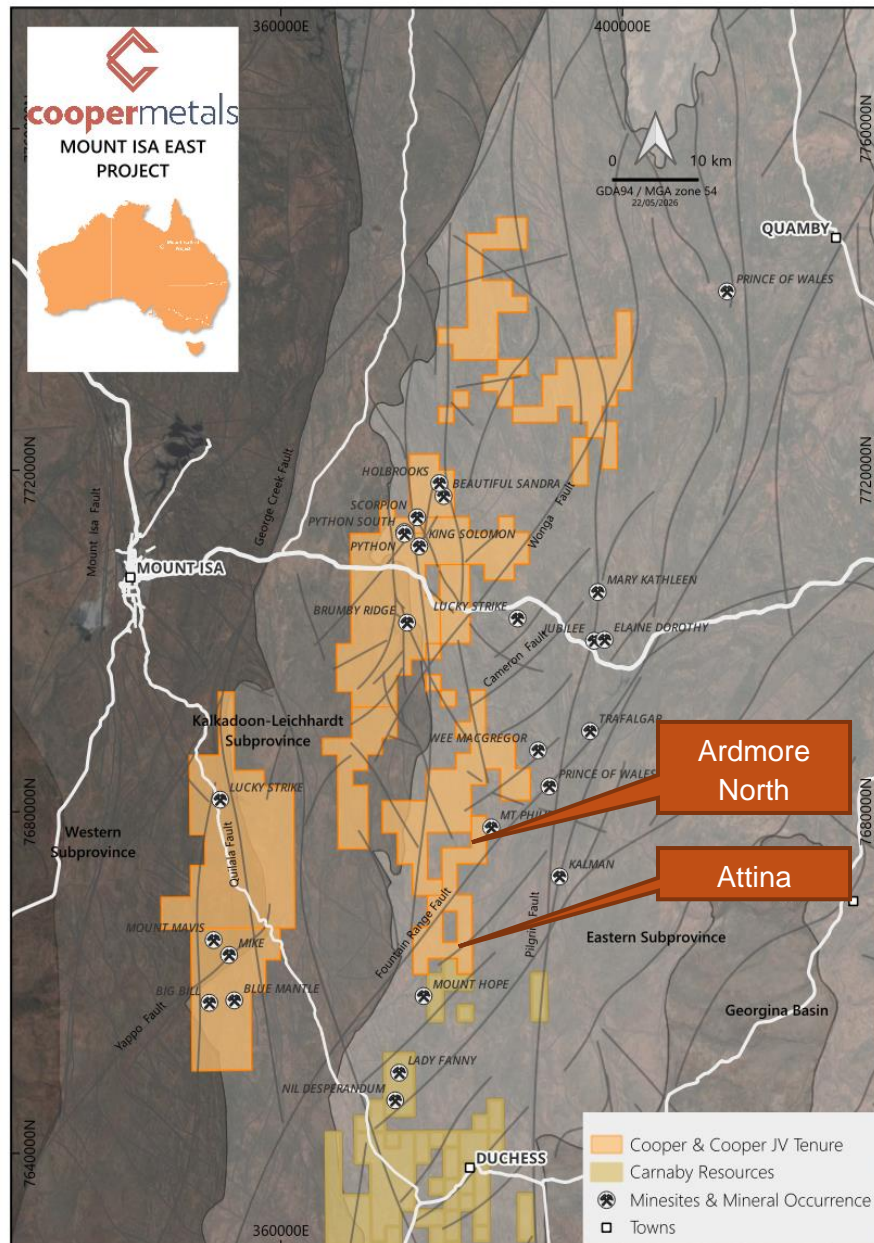 360000E
400000E
coopermetals
MOUNT ISA EAST
PROJECT
7760000N
7760000N
0 10 km
GDA94 / MGA zone 54
22/05/2026
QUAMBY
PRINCE OF WALES
HOLBROOKS
BEAUTIFUL SANDRA
7720000N
7720000N
SCORPION
PYTHON SOUTH
KING SOLOMON
PYTHON
Wonga Fault
George Creek Fault
Mount Isa Fault
MOUNT ISA
MARY KATHLEEN
BRUMBY RIDGE
LUCKY STRIKE
JUBILEE
ELAINE DOROTHY
Cameron Fault
Kalkadoon-Leichhardt
Subprovince
TRAFALGAR
WEE MACGREGOR
Ardmore
North
PRINCE OF WALES
LUCKY STRIKE
7680000N
7680000N
Western
Subprovince
Quilala Fault
KALMAN
Attina
Fountain Range Fault
Pilgrim Fault
Eastern Subprovince
MOUNT MAVIS
MIKE
BIG BILL
BLUE MANTLE
MOUNT HOPE
Georgina Basin
Yappo Fault
LADY FANNY
NIL DESPERANDUM
DUCHESS
7640000N
Cooper & Cooper JV Tenure
Carnaby Resources
Minesites & Mineral Occurrence
Towns
360000E